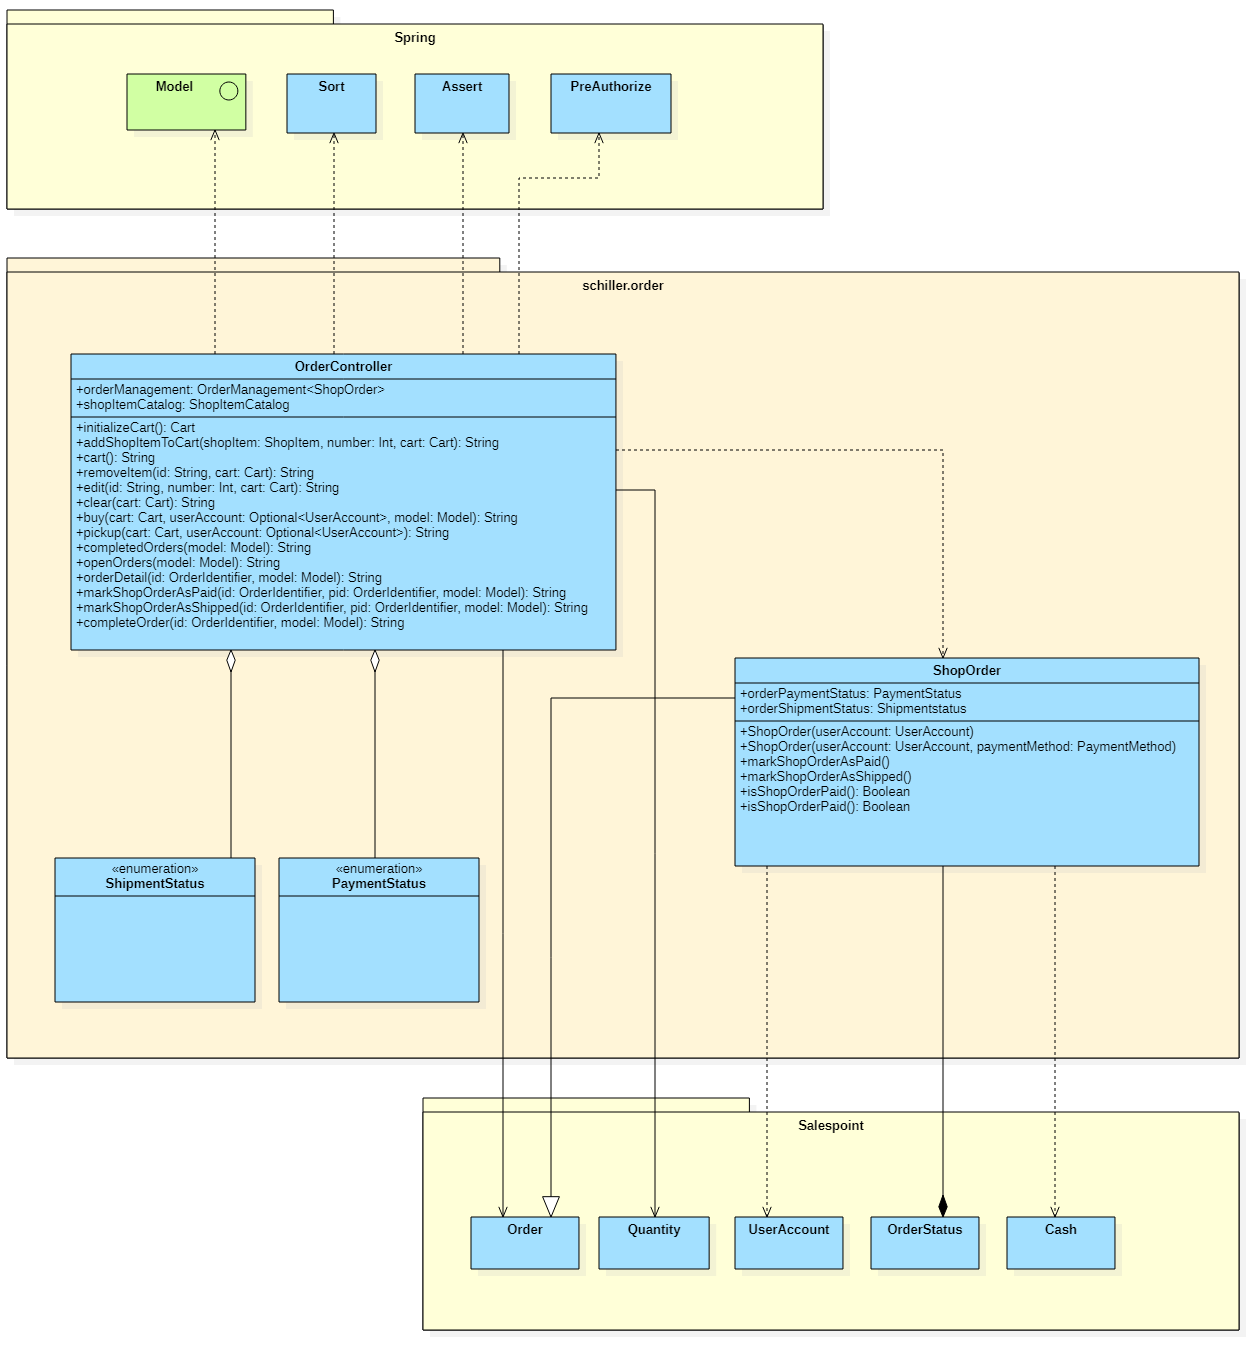 Spring
Model
Sort
Assert
PreAuthorize
schiller.order
OrderController
+orderManagement: OrderManagement<ShopOrder>
+shopItemCatalog: ShopItemCatalog
+initializeCart(): Cart
+addShopItemToCart(shopItem: ShopItem, number: Int, cart: Cart): String
+cart(): String
+removeItem(id: String, cart: Cart): String
+edit(id: String, number: Int, cart: Cart): String
+clear(cart: Cart): String
+buy(cart: Cart, userAccount: Optional<UserAccount>, model: Model): String
+pickup(cart: Cart, userAccount: Optional<UserAccount>): String
+completedOrders(model: Model): String
+openOrders(model: Model): String
+orderDetail(id: OrderIdentifier, model: Model): String
+markShopOrderAsPaid(id: OrderIdentifier, pid: OrderIdentifier, model: Model): String
+markShopOrderAsShipped(id: OrderIdentifier, pid: OrderIdentifier, model: Model): String
+completeOrder(id: OrderIdentifier, model: Model): String
ShopOrder
+orderPaymentStatus: PaymentStatus
+orderShipmentStatus: Shipmentstatus
+ShopOrder(userAccount: UserAccount)
+ShopOrder(userAccount: UserAccount, paymentMethod: PaymentMethod)
+markShopOrderAsPaid()
+markShopOrderAsShipped()
+isShopOrderPaid(): Boolean
+isShopOrderPaid(): Boolean
«enumeration»
ShipmentStatus
«enumeration»
PaymentStatus
Salespoint
Order
Quantity
UserAccount
OrderStatus
Cash